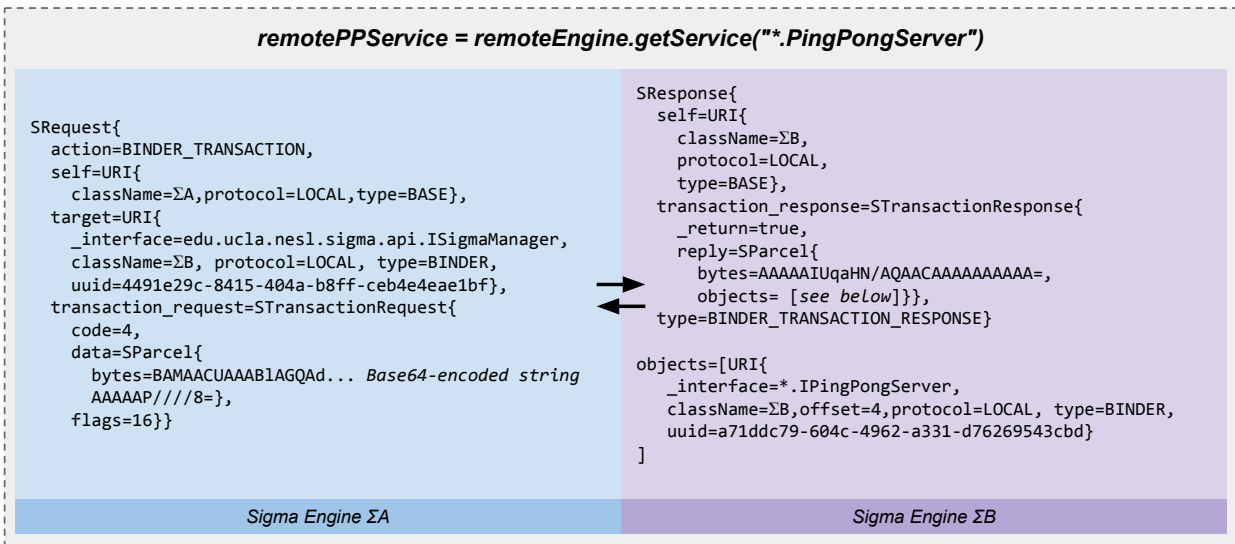 remotePPService = remoteEngine.getService("*.PingPongServer")
SRequest{
action=BINDER_TRANSACTION,
self=URI{
className=ΣA,protocol=LOCAL,type=BASE},
target=URI{
_interface=edu.ucla.nesl.sigma.api.ISigmaManager,
className=ΣB, protocol=LOCAL, type=BINDER,
uuid=4491e29c-8415-404a-b8ff-ceb4e4eae1bf},
transaction_request=STransactionRequest{
code=4,
data=SParcel{
bytes=BAMAACUAAABlAGQAd... Base64-encoded string
AAAAAP////8=},
flags=16}}
Sigma Engine ΣA
SResponse{
self=URI{
className=ΣB,
protocol=LOCAL,
type=BASE},
transaction_response=STransactionResponse{
_return=true,
reply=SParcel{
bytes=AAAAAIUqaHN/AQAACAAAAAAAAAA=,
objects= [see below]}},
type=BINDER_TRANSACTION_RESPONSE}
objects=[URI{
_interface=*.IPingPongServer,
className=ΣB,offset=4,protocol=LOCAL, type=BINDER,
uuid=a71ddc79-604c-4962-a331-d76269543cbd}
]
Sigma Engine ΣB